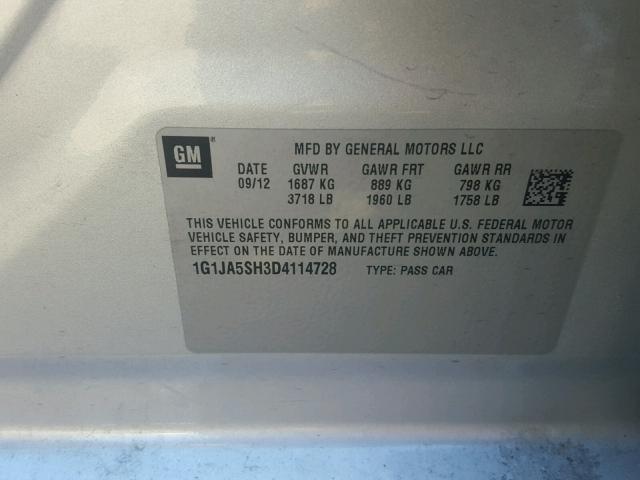 GM
MFD BY GENERAL MOTORS LLC
DATE GVWR GAWR FRT GAWR RR
09/12 1687 KG 889 KG 798 KG
3718 LB 1960 LB 1758 LB
THIS VEHICLE CONFORMS TO ALL APPLICABLE U.S. FEDERAL MOTOR
VEHICLE SAFETY, BUMPER, AND THEFT PREVENTION STANDARDS IN
EFFECT ON THE DATE OF MANUFACTURE SHOWN ABOVE.
1G1JA5SH3D4114728 TYPE: PASS CAR